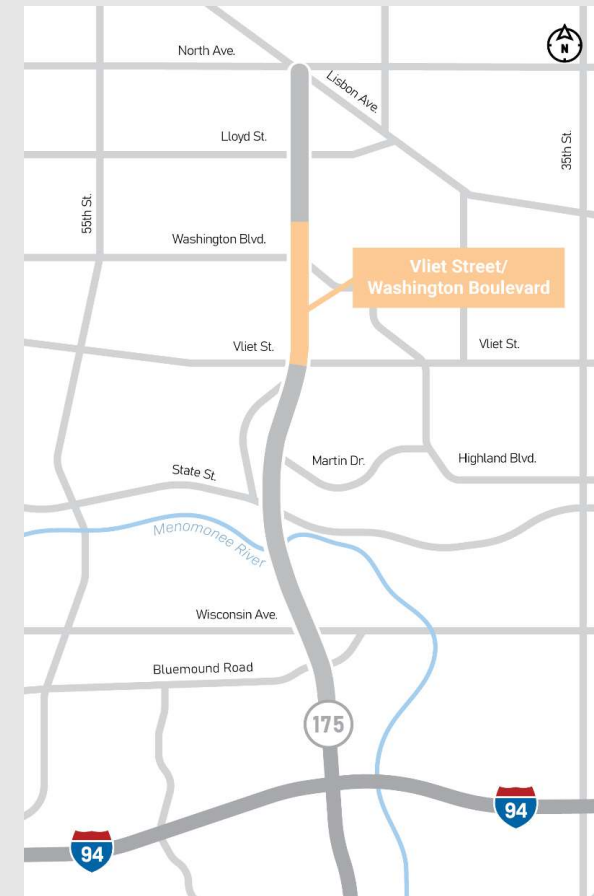 N
North Ave.
Lisbon Ave.
Lloyd St.
35th St.
55th St.
Washington Blvd.
Vliet Street/
Washington Boulevard
Vliet St.
Vliet St.
Martin Dr.
Highland Blvd.
State St.
Menomonee River
Wisconsin Ave.
Bluemound Road
175
94
94